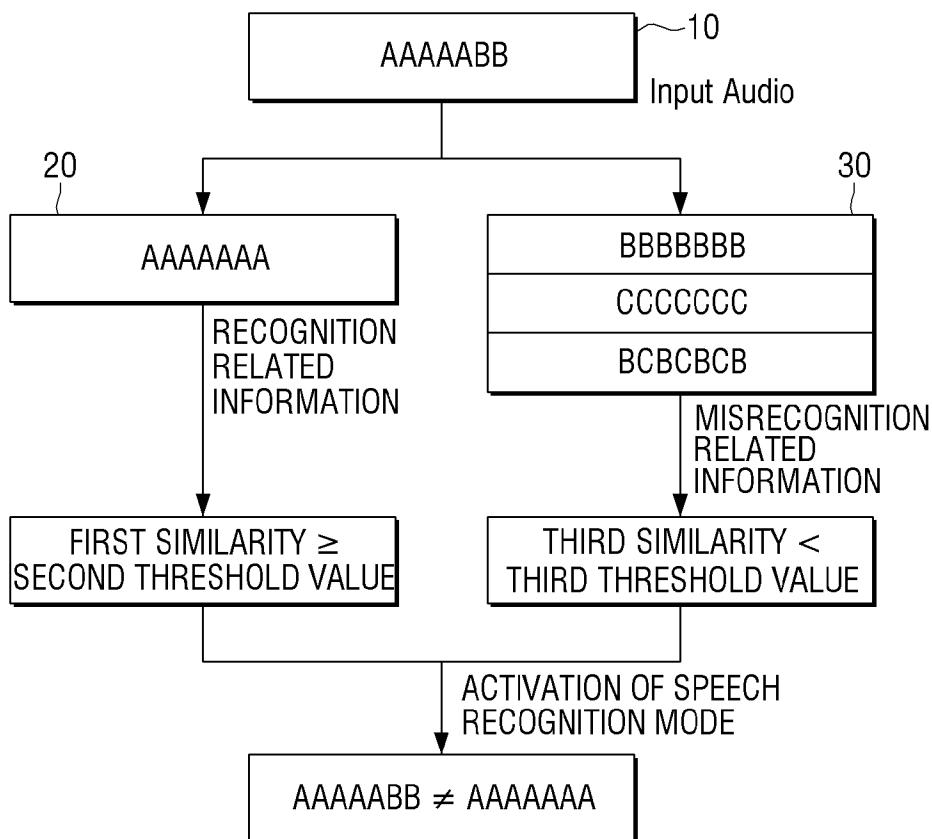 10
AAAAABB
Input Audio
20
30
AAAAAAA
BBBBBBB
CCCCCCC
BCBCBCB
RECOGNITION
RELATED
INFORMATION
MISRECOGNITION
RELATED
INFORMATION
FIRST SIMILARITY ≥
SECOND THRESHOLD VALUE
THIRD SIMILARITY <
THIRD THRESHOLD VALUE
ACTIVATION OF SPEECH
RECOGNITION MODE
AAAAABB ≠ AAAAAAA